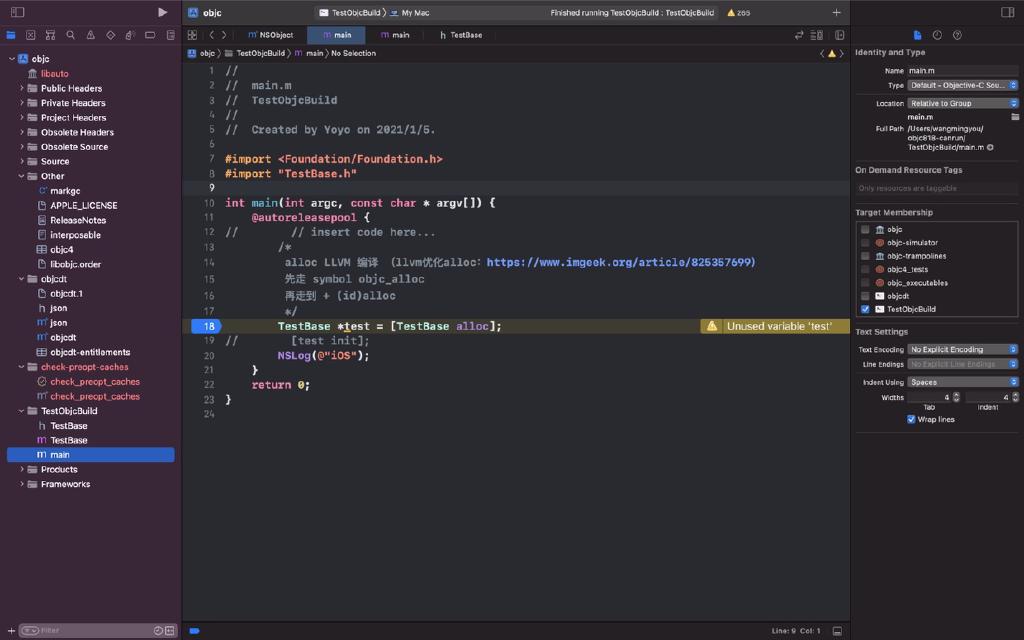 objc
TestObjcBuild 〉 My Mac
Finished running TestObjcBuild : TestObjcBuild
265
NSObject
main
main
TestBase
objc 〉 TestObjcBuild 〉 main 〉 No Selection
objc
libauto
Public Headers
Private Headers
Project Headers
Obsolete Headers
Obsolete Source
Source
Other
markgc
APPLE_LICENSE
ReleaseNotes
interposable
objc4
libobjc.order
objcdt
objcdt.1
json
json
objcdt
objcdt-entitlements
check-preopt-caches
check_preopt_caches
check_preopt_caches
TestObjcBuild
TestBase
TestBase
main
Products
Frameworks
Filter
1 //
2 //  main.m
3 //  TestObjcBuild
4 //
5 //  Created by Yoyo on 2021/1/5.
6
7 #import <Foundation/Foundation.h>
8 #import "TestBase.h"
9
10 int main(int argc, const char * argv[]) {
11     @autoreleasepool {
12 //        // insert code here...
13         /*
14          alloc LLVM 编译 (llvm优化alloc: https://www.imgeek.org/article/825357699)
15          先走 symbol objc_alloc
16          再走到 + (id)alloc
17          */
18         TestBase *test = [TestBase alloc];
Unused variable 'test'
19 //        [test init];
20         NSLog(@"iOS");
21     }
22     return 0;
23 }
24
Line: 9  Col: 1
Identity and Type
Name main.m
Type Default - Objective-C Sou...
Location Relative to Group
main.m
Full Path /Users/wangmingyou/
objc818-canrun/
TestObjcBuild/main.m
On Demand Resource Tags
Only resources are taggable
Target Membership
objc
objc-simulator
objc-trampolines
objc4_tests
objc_executables
objcdt
TestObjcBuild
Text Settings
Text Encoding No Explicit Encoding
Line Endings No Explicit Line Endings
Indent Using Spaces
Widths 4 4
Tab Indent
Wrap lines